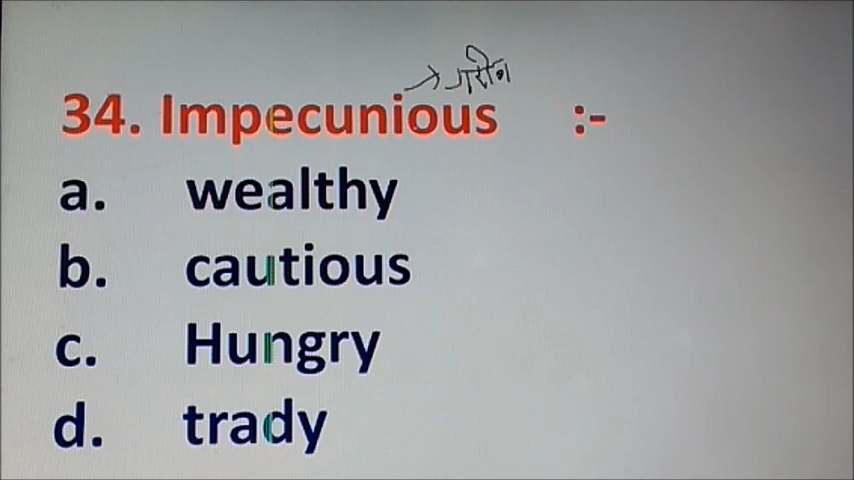 → गरीब
34. Impecunious :-
a. wealthy
b. cautious
c. Hungry
d. trady